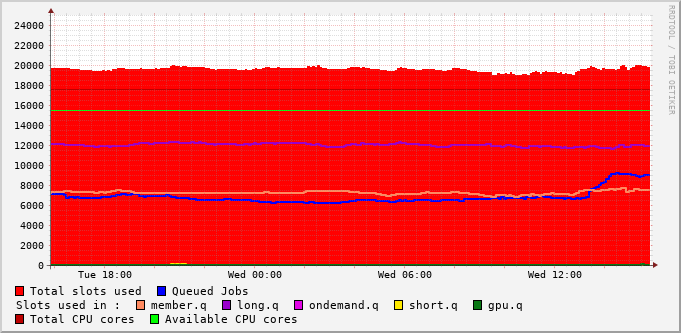 24000
22000
20000
18000
16000
14000
12000
10000
8000
6000
4000
2000
0
Tue 18:00 Wed 00:00 Wed 06:00 Wed 12:00
RRDTOOL / TOBI OETIKER
Total slots used Queued Jobs
Slots used in : member.q long.q ondemand.q short.q gpu.q
Total CPU cores Available CPU cores